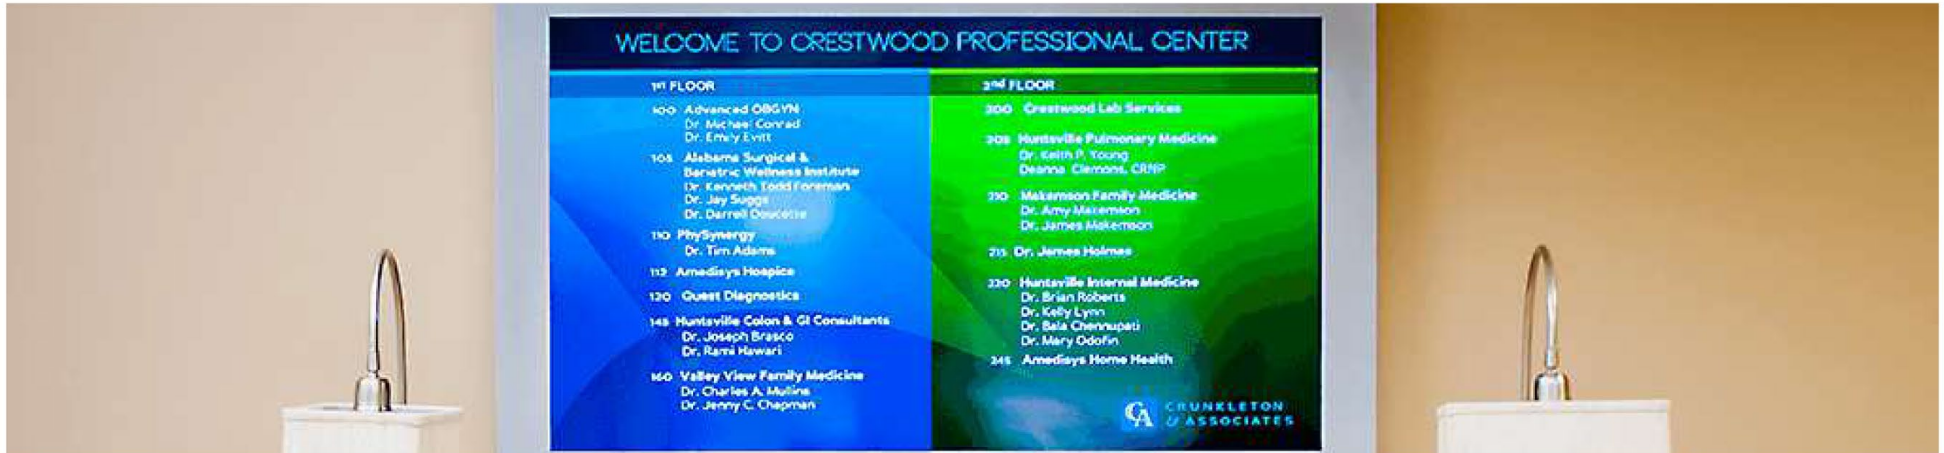 WELCOME TO CRESTWOOD PROFESSIONAL CENTER
1st FLOOR
100 Advanced OBGYN
Dr. Michael Conrad
Dr. Emily Evitt
105 Alabama Surgical &
Bariatric Wellness Institute
Dr. Kenneth Todd Foreman
Dr. Jay Suggs
Dr. Darrell Doucette
110 PhySynergy
Dr. Tim Adams
112 Amedisys Hospice
120 Quest Diagnostics
145 Huntsville Colon & GI Consultants
Dr. Joseph Brasco
Dr. Rami Hawari
160 Valley View Family Medicine
Dr. Charles A. Mullins
Dr. Jenny C. Chapman
2nd FLOOR
200 Crestwood Lab Services
205 Huntsville Pulmonary Medicine
Dr. Keith P. Young
Deanna Clemons, CRNP
210 Makemson Family Medicine
Dr. Amy Makemson
Dr. James Makemson
215 Dr. James Holmes
220 Huntsville Internal Medicine
Dr. Brian Roberts
Dr. Kelly Lynn
Dr. Bala Chennupati
Dr. Mary Odofin
245 Amedisys Home Health
CA CRUNKLETON
& ASSOCIATES